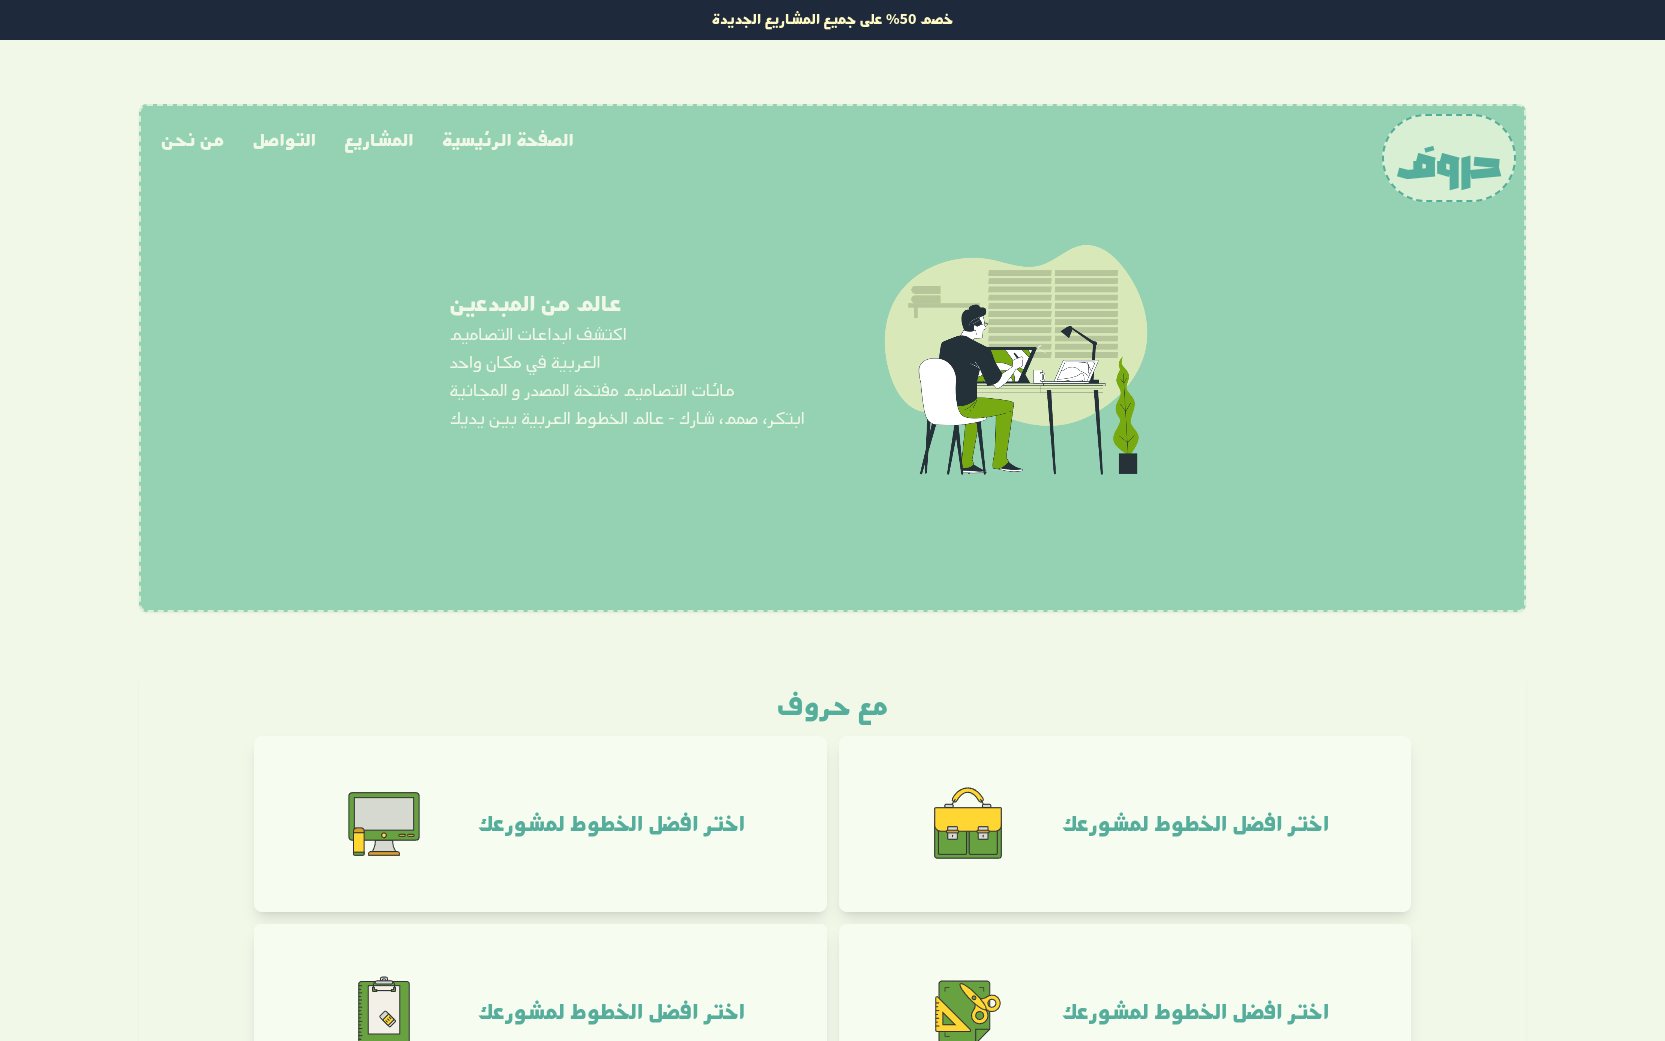 خصم 50% على جميع المشاريع الجديدة
حروف
الصفحة الرئيسية
المشاريع
التواصل
من نحن
عالم من المبدعين
اكتشف ابداعات التصاميم
العربية في مكان واحد
مائات التصاميم مفتحة المصدر و المجانية
ابتكر، صمم، شارك - عالم الخطوط العربية بين يديك
مع حروف
اختر افضل الخطوط لمشورعك
اختر افضل الخطوط لمشورعك
اختر افضل الخطوط لمشورعك
اختر افضل الخطوط لمشورعك